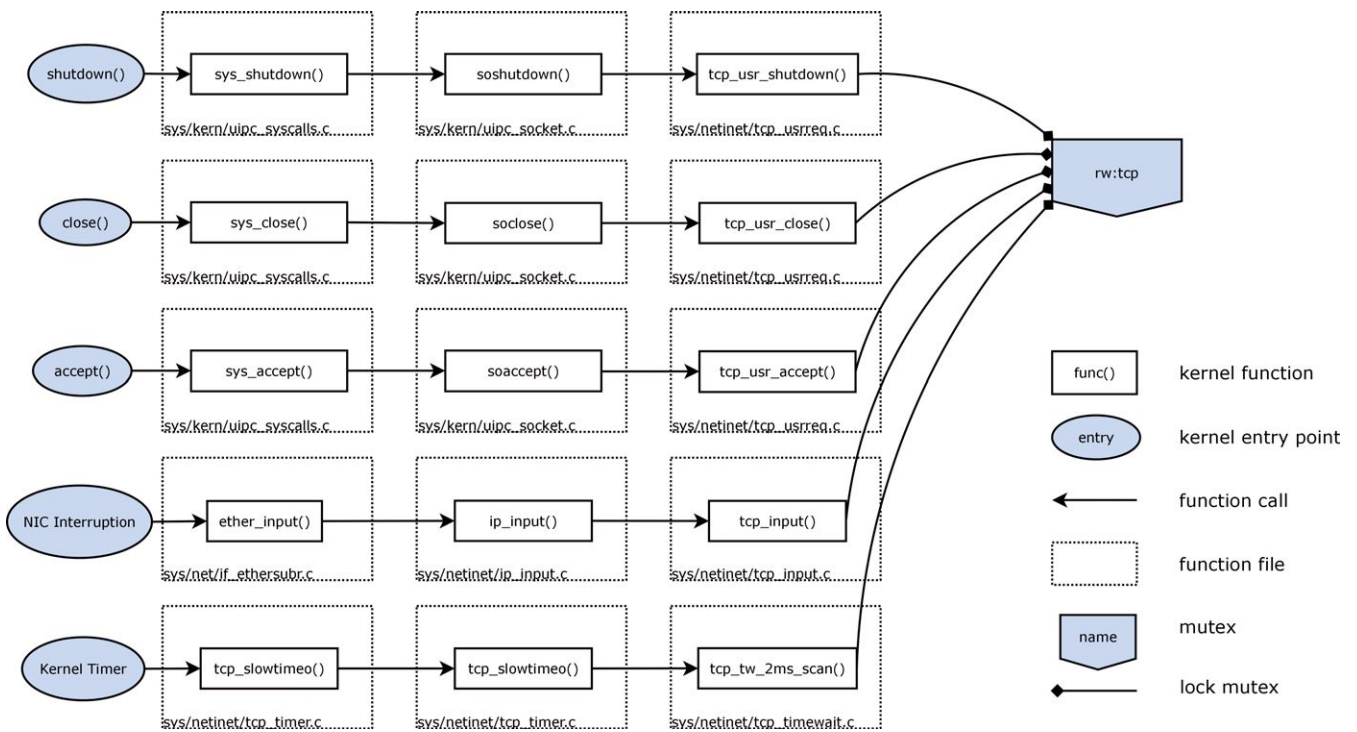 shutdown()
sys_shutdown()
soshutdown()
tcp_usr_shutdown()
sys/kern/uipc_syscalls.c
sys/kern/uipc_socket.c
sys/netinet/tcp_usrreq.c
rw:tcp
close()
sys_close()
soclose()
tcp_usr_close()
sys/kern/uipc_syscalls.c
sys/kern/uipc_socket.c
sys/netinet/tcp_usrreq.c
accept()
sys_accept()
soaccept()
tcp_usr_accept()
sys/kern/uipc_syscalls.c
sys/kern/uipc_socket.c
sys/netinet/tcp_usrreq.c
NIC Interruption
ether_input()
ip_input()
tcp_input()
sys/net/if_ethersubr.c
sys/netinet/ip_input.c
sys/netinet/tcp_input.c
Kernel Timer
tcp_slowtimeo()
tcp_slowtimeo()
tcp_tw_2ms_scan()
sys/netinet/tcp_timer.c
sys/netinet/tcp_timer.c
sys/netinet/tcp_timewait.c
func()
kernel function
entry
kernel entry point
function call
function file
name
mutex
lock mutex